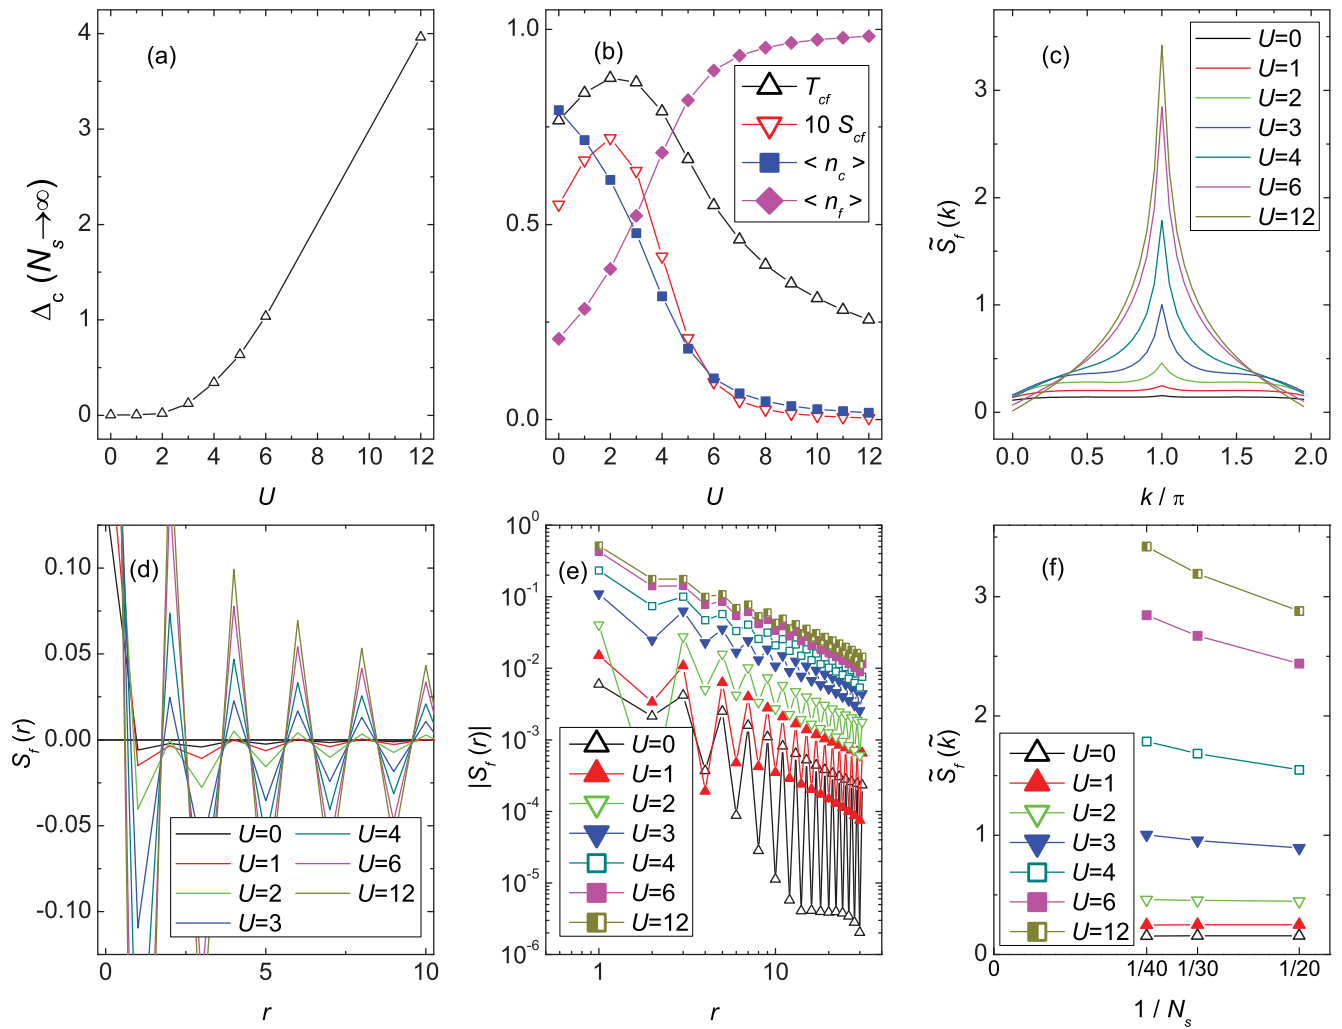 4
3
2
1
0
Δc (Ns→∞)
(a)
0 2 4 6 8 10 12
U
1.0
0.5
0.0
(b)
Tcf
10 Scf
< nc >
< nf >
0 2 4 6 8 10 12
U
3
2
1
0
S̃f(k)
(c)
U=0
U=1
U=2
U=3
U=4
U=6
U=12
0.0 0.5 1.0 1.5 2.0
k / π
0.10
0.05
0.00
-0.05
-0.10
Sf (r)
(d)
U=0 U=4
U=1 U=6
U=2 U=12
U=3
0 5 10
r
10^0
10^-1
10^-2
10^-3
10^-4
10^-5
10^-6
|Sf (r)|
(e)
U=0
U=1
U=2
U=3
U=4
U=6
U=12
1 10
r
3
2
1
0
S̃f(k̃)
(f)
U=0
U=1
U=2
U=3
U=4
U=6
U=12
0 1/40 1/30 1/20
1 / Ns